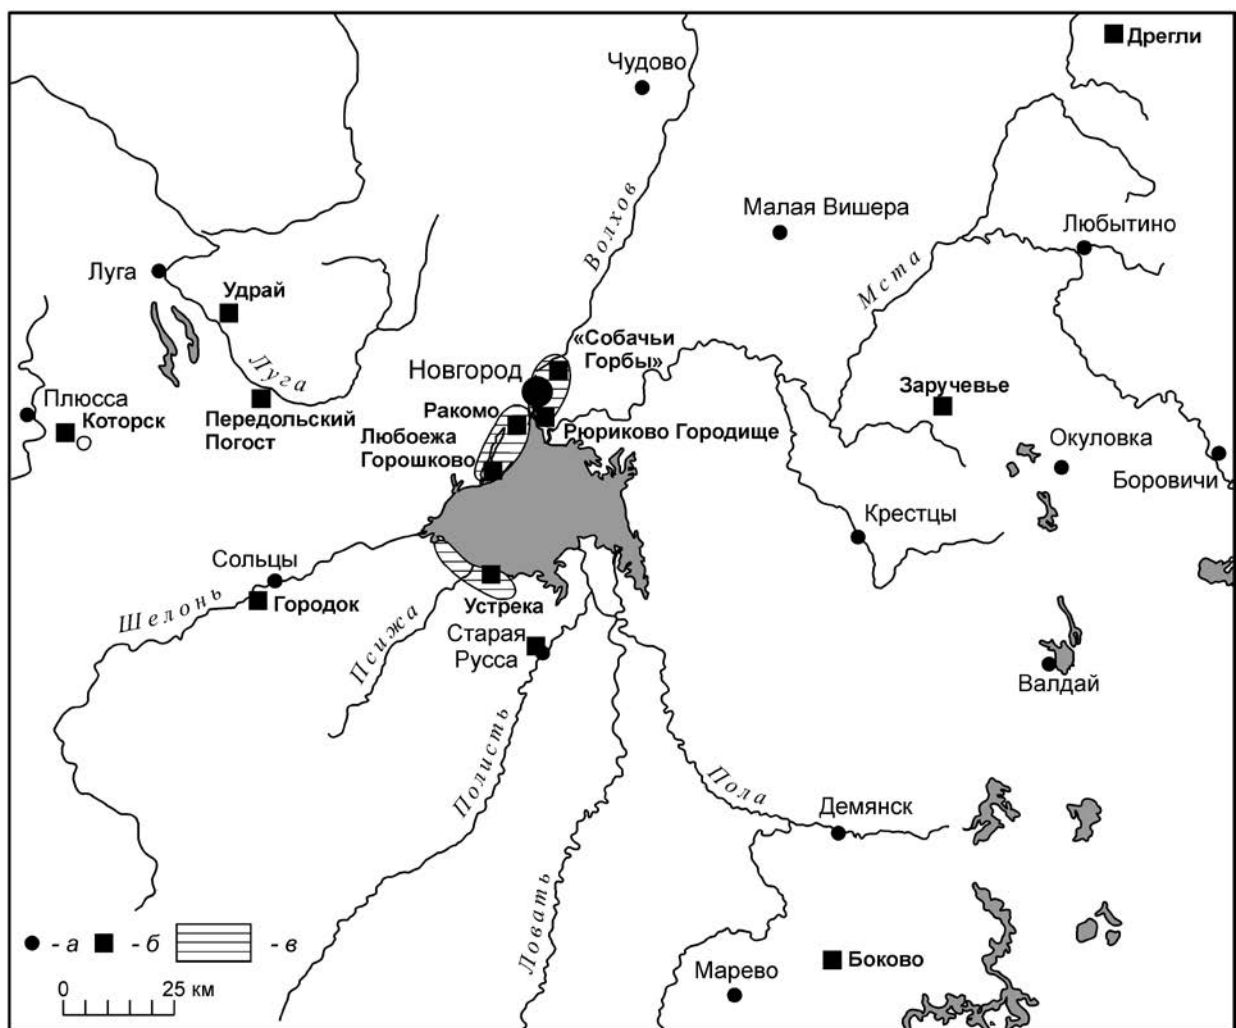 Дрегли
Чудово
Волхов
Малая Вишера
Любытино
Мста
Луга
Удрай
«Собачьи
Горбы»
Новгород
Луга
Заручевье
Плюсса
Которск
Передольский
Погост
Ракомо
Рюриково Городище
Любоежа
Горошково
Окуловка
Боровичи
Крестцы
Сольцы
Городок
Шелонь
Псижа
Устрека
Старая
Русса
Валдай
Полисть
Пола
Демянск
Ловать
- а
- б
- в
Марево
Боково
0 25 км